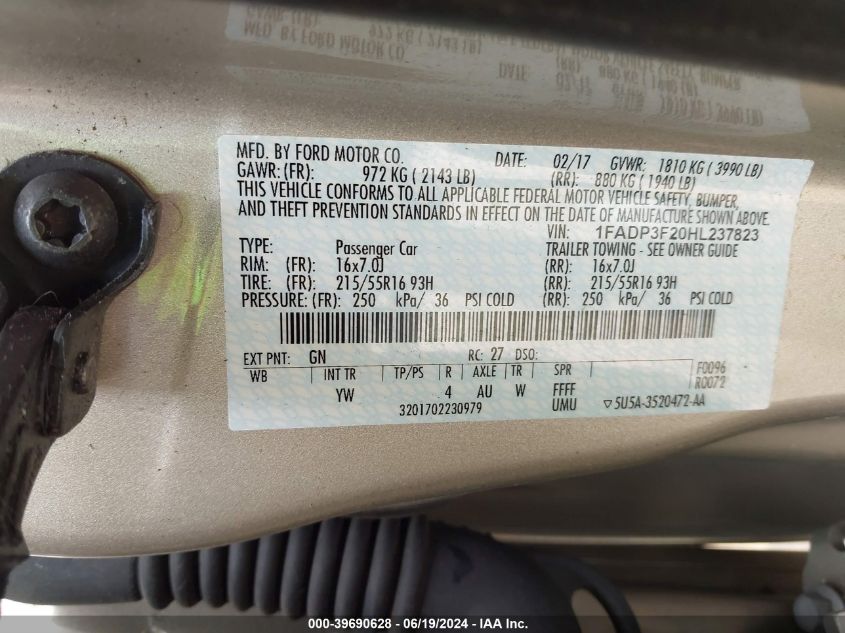 MFD. BY FORD MOTOR CO. DATE: 02/17 GVWR: 1810 KG ( 3990 LB)
GAWR: (FR): 972 KG ( 2143 LB) (RR): 880 KG ( 1940 LB)
THIS VEHICLE CONFORMS TO ALL APPLICABLE FEDERAL MOTOR VEHICLE SAFETY, BUMPER,
AND THEFT PREVENTION STANDARDS IN EFFECT ON THE DATE OF MANUFACTURE SHOWN ABOVE.
VIN: 1FADP3F20HL237823
TYPE: Passenger Car TRAILER TOWING - SEE OWNER GUIDE
RIM: (FR): 16x7.0J (RR): 16x7.0J
TIRE: (FR): 215/55R16 93H (RR): 215/55R16 93H
PRESSURE: (FR): 250 kPa/ 36 PSI COLD (RR): 250 kPa/ 36 PSI COLD
EXT PNT: GN RC: 27 DSO: F0096
WB INT TR TP/PS R AXLE TR SPR R0072
YW 4 AU W FFFF
3201702230979 UMU ▽5U5A-3520472-AA
000-39690628 - 06/19/2024 - IAA Inc.